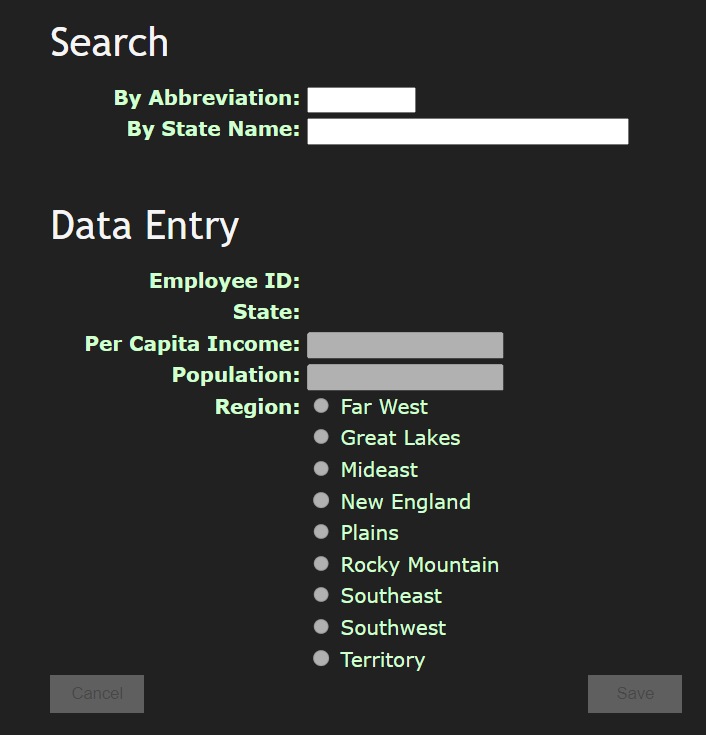 Search
By Abbreviation:
By State Name:
Data Entry
Employee ID:
State:
Per Capita Income:
Population:
Region: Far West
Great Lakes
Mideast
New England
Plains
Rocky Mountain
Southeast
Southwest
Territory
Cancel Save